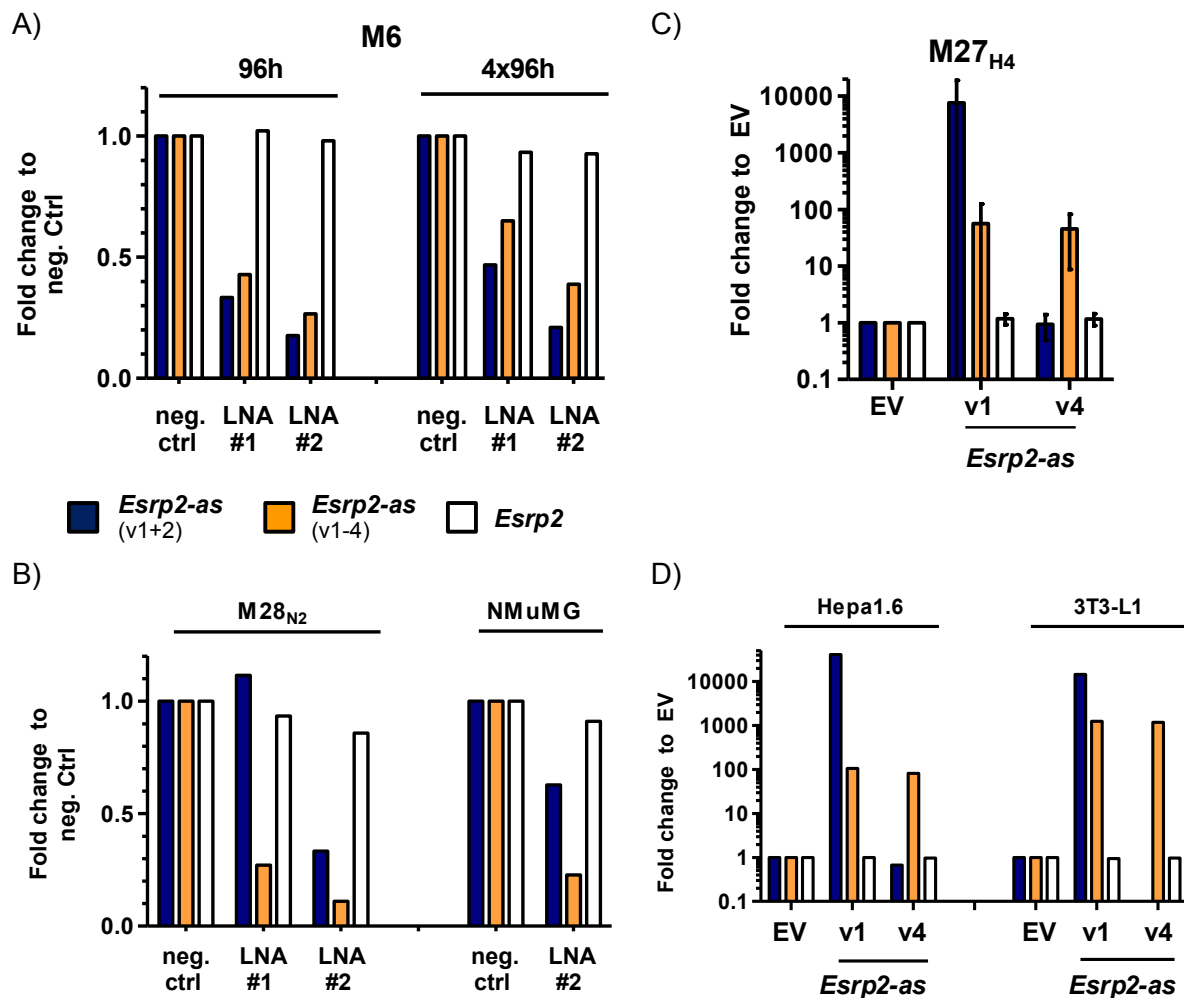 A)
M6
96h
4x96h
Fold change to
neg. Ctrl
1.0
0.5
0.0
neg.
ctrl
LNA
#1
LNA
#2
neg.
ctrl
LNA
#1
LNA
#2
Esrp2-as
(v1+2)
Esrp2-as
(v1-4)
Esrp2
B)
M28N2
NMuMG
Fold change to
neg. Ctrl
1.0
0.5
0.0
neg.
ctrl
LNA
#1
LNA
#2
neg.
ctrl
LNA
#2
C)
M27H4
Fold change to EV
10000
1000
100
10
1
0.1
EV
v1
v4
Esrp2-as
D)
Hepa1.6
3T3-L1
Fold change to EV
10000
1000
100
10
1
0.1
EV
v1
v4
EV
v1
v4
Esrp2-as
Esrp2-as